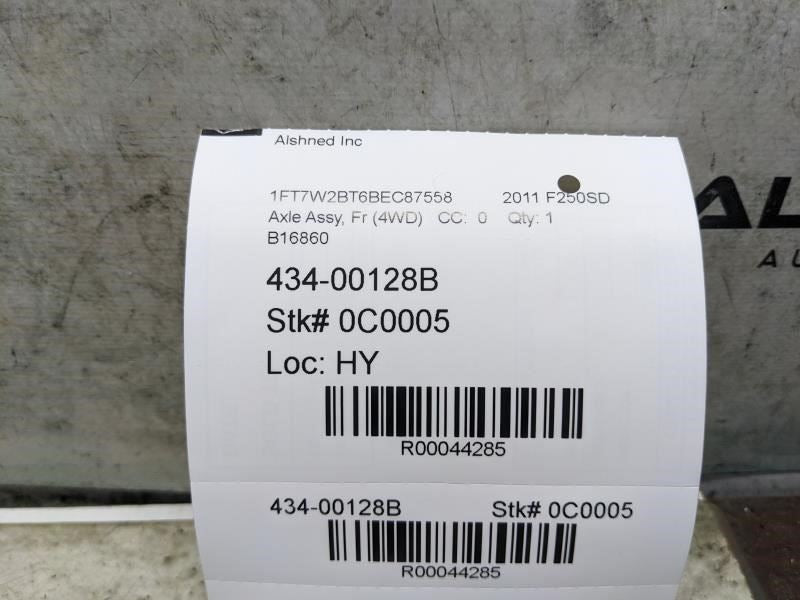 Alshned Inc
1FT7W2BT6BEC87558 2011 F250SD
Axle Assy, Fr (4WD) CC: 0 Qty: 1
B16860
434-00128B
Stk# 0C0005
Loc: HY
R00044285
434-00128B Stk# 0C0005
R00044285